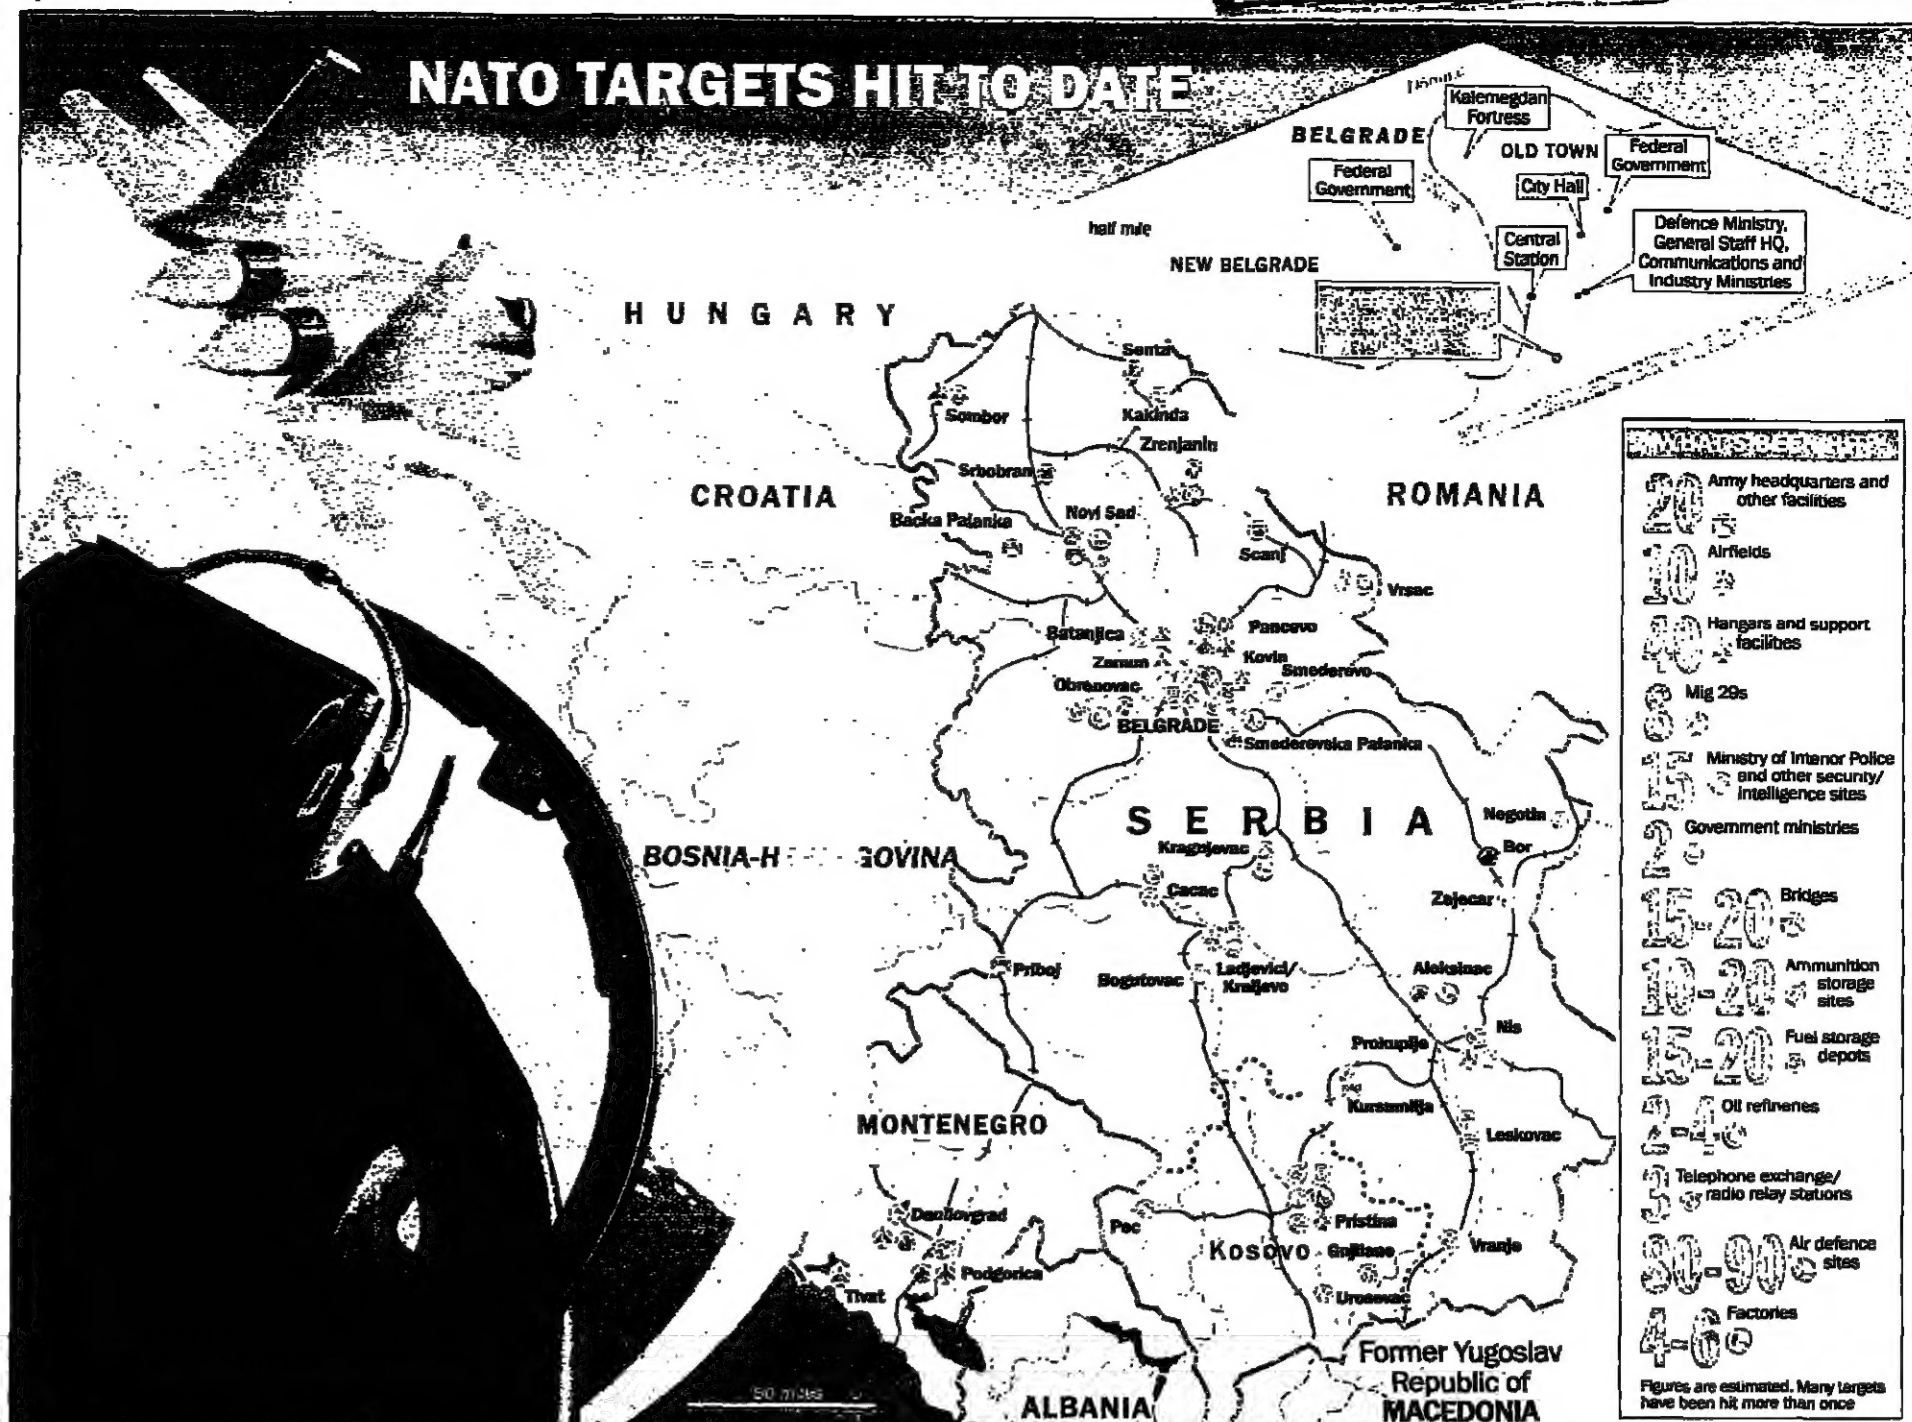 NATO TARGETS HIT TO DATE
BELGRADE
Kalemegdan
Fortress
OLD TOWN
Federal
Government
Federal
Government
City Hall
half mile
NEW BELGRADE
Central
Station
Defence Ministry,
General Staff HQ,
Communications and
Industry Ministries
HUNGARY
CROATIA
ROMANIA
Senta
Sombor
Kakinda
Zrenjanin
Srbobran
Backa Palanka
Novi Sad
Scanj
Vrsac
Batanjica
Pancevo
Zemun
Kovin
Smederevo
Obrenovac
BELGRADE
Smederevska Palanka
SERBIA
Negotin
Bor
Kragujevac
Cacac
Zajecar
BOSNIA-H GOVINA
Priboj
Bogutovac
Ladjevici/
Kraljevo
Aleksinac
Nis
Prokuplje
Kursumlija
Leskovac
MONTENEGRO
Danilovgrad
Podgorica
Tivat
Pec
Pristina
KOSOVO
Gnjilane
Vranje
Urosevac
50 miles
ALBANIA
Former Yugoslav
Republic of
MACEDONIA
WHAT'S BEEN HIT
20 Army headquarters and
other facilities
10 Airfields
40 Hangars and support
facilities
8 Mig 29s
15 Ministry of Interior Police
and other security/
intelligence sites
2 Government ministries
15-20 Bridges
10-20 Ammunition
storage
sites
15-20 Fuel storage
depots
2-4 Oil refineries
Telephone exchange/
radio relay stations
80-90 Air defence
sites
4-6 Factories
Figures are estimated. Many targets
have been hit more than once